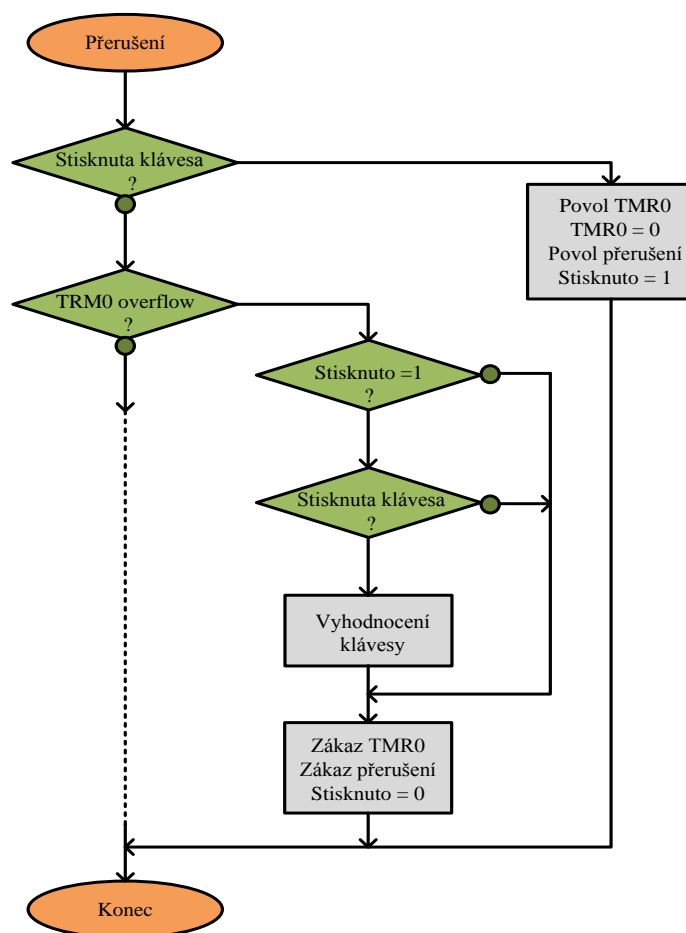 Přerušení
Stisknuta klávesa
?
Povol TMR0
TMR0 = 0
Povol přerušení
Stisknuto = 1
TRM0 overflow
?
Stisknuto =1
?
Stisknuta klávesa
?
Vyhodnocení
klávesy
Zákaz TMR0
Zákaz přerušení
Stisknuto = 0
Konec